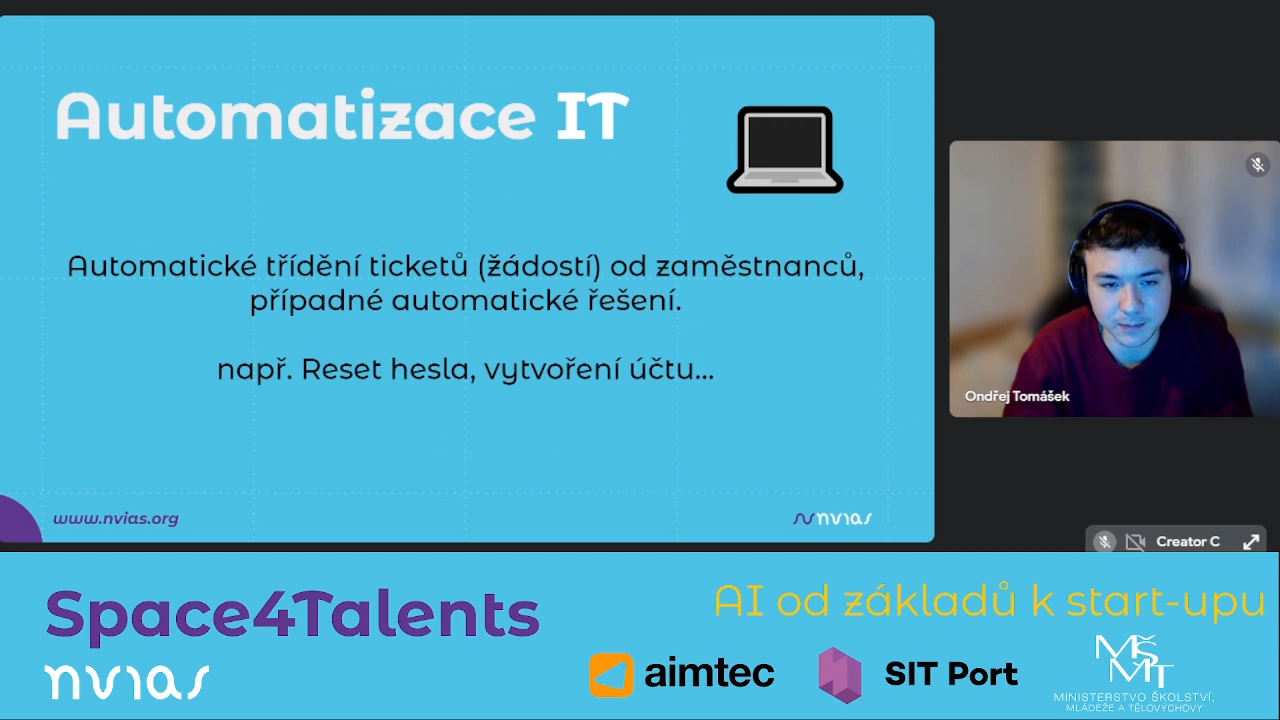 Automatizace IT
Automatické třídění ticketů (žádostí) od zaměstnanců,
případné automatické řešení.
např. Reset hesla, vytvoření účtu...
www.nvias.org
nvias
Ondřej Tomášek
Creator C
Space4Talents
AI od základů k start-upu
nvias
aimtec
SIT Port
MŠMT
MINISTERSTVO ŠKOLSTVÍ,
MLÁDEŽE A TĚLOVÝCHOVY